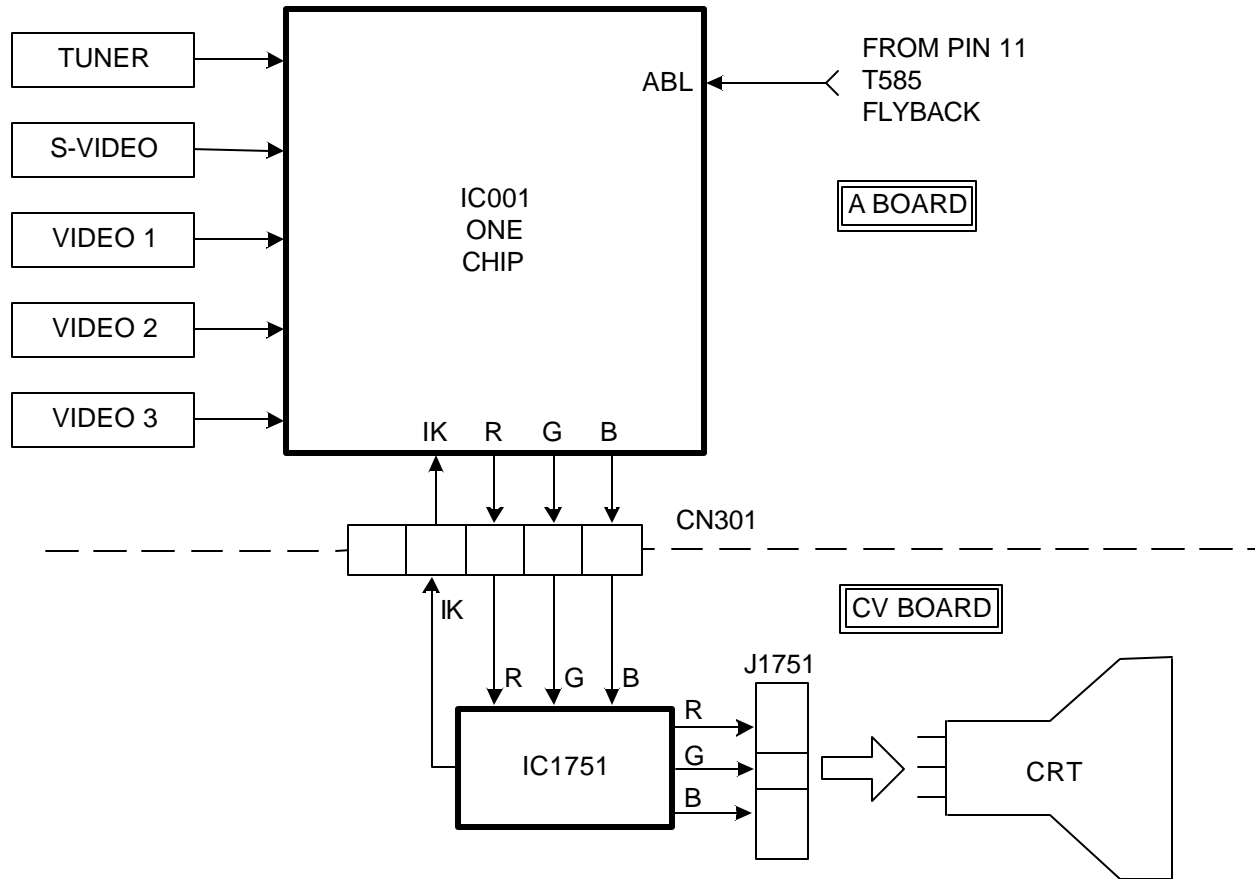 TUNER
S-VIDEO
VIDEO 1
VIDEO 2
VIDEO 3
IC001
ONE
CHIP
ABL
FROM PIN 11
T585
FLYBACK
A BOARD
IK R G B
CN301
CV BOARD
IK
R G B
IC1751
R
G
B
J1751
CRT